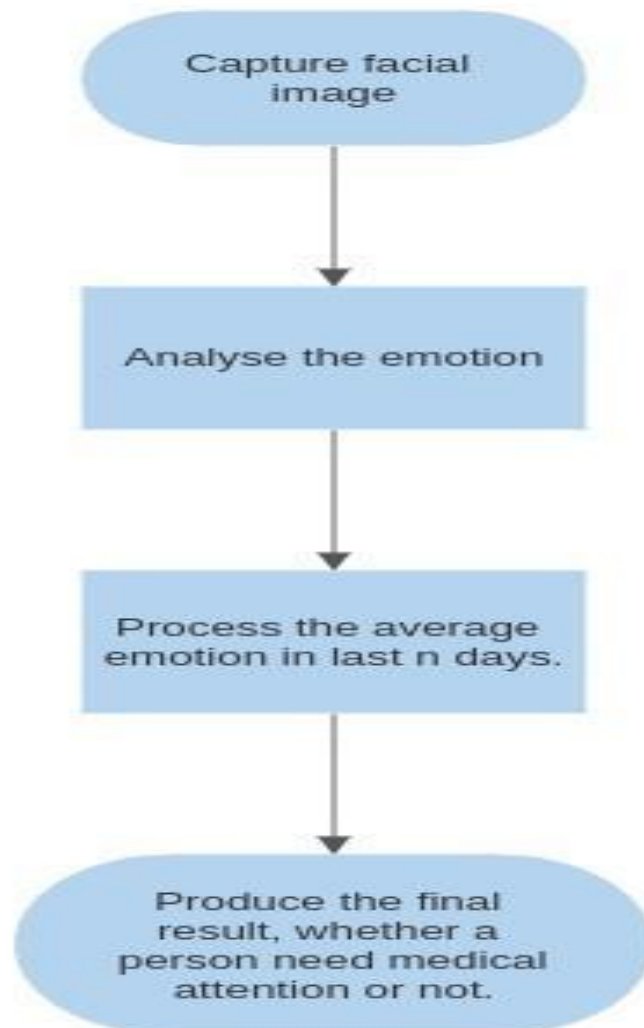 Capture facial
image
Analyse the emotion
Process the average
emotion in last n days.
Produce the final
result, whether a
person need medical
attention or not.